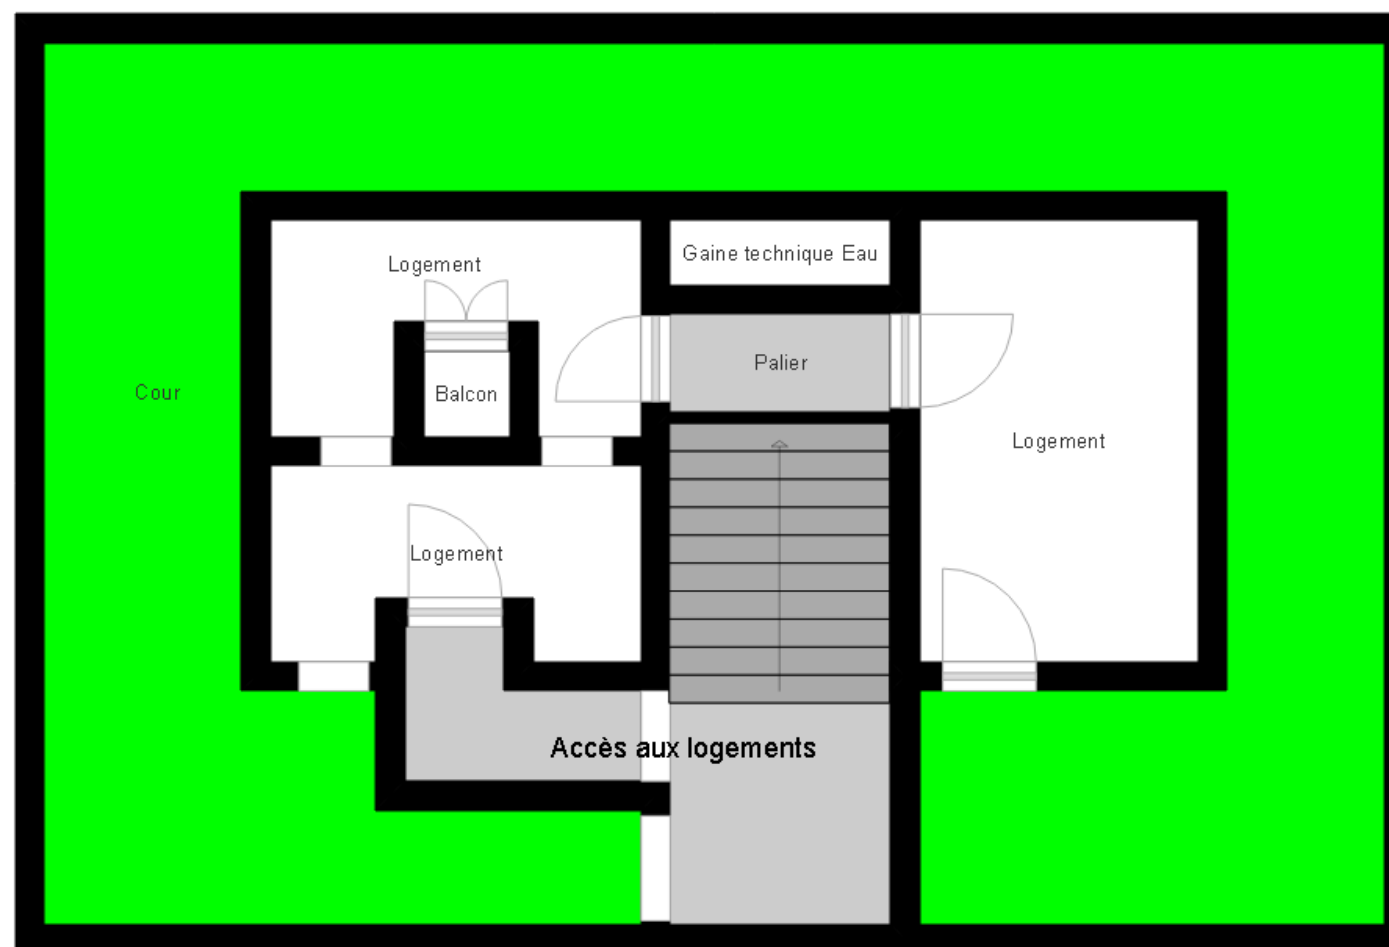 Logement
Gaine technique Eau
Palier
Cour
Balcon
Logement
Logement
Accès aux logements